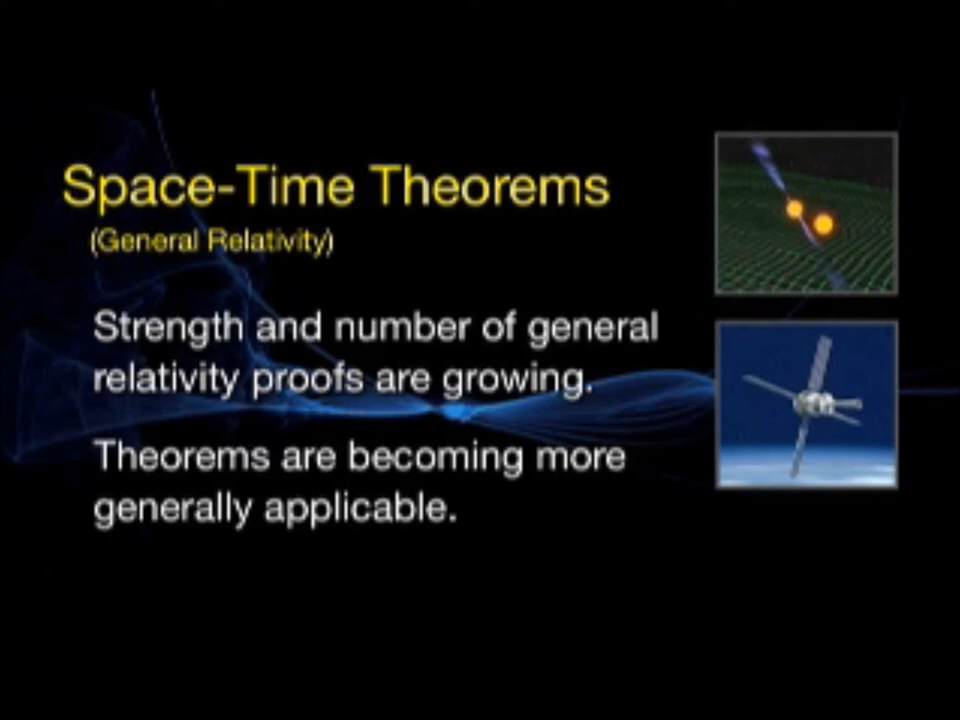 Space-Time Theorems
(General Relativity)
Strength and number of general
relativity proofs are growing.
Theorems are becoming more
generally applicable.